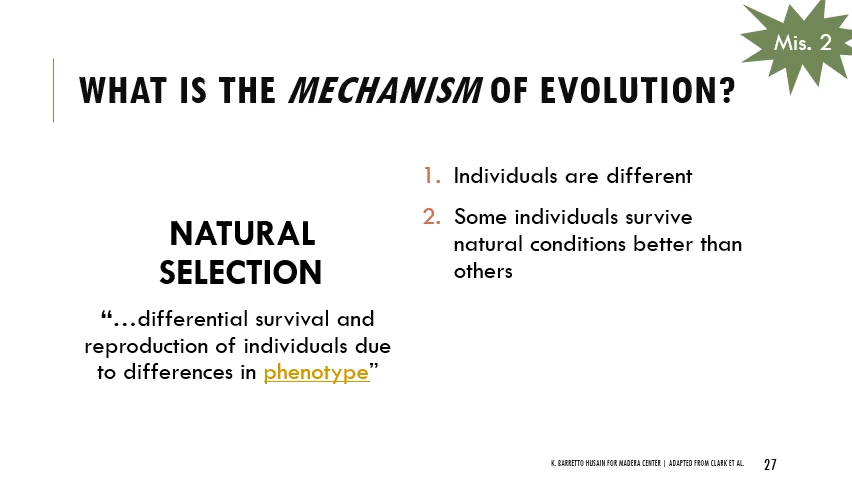 Mis. 2
WHAT IS THE MECHANISM OF EVOLUTION?
NATURAL
SELECTION
“…differential survival and
reproduction of individuals due
to differences in phenotype”
1. Individuals are different
2. Some individuals survive
natural conditions better than
others
K. BARRETTO HUSAIN FOR MADERA CENTER | ADAPTED FROM CLARK ET AL.
27